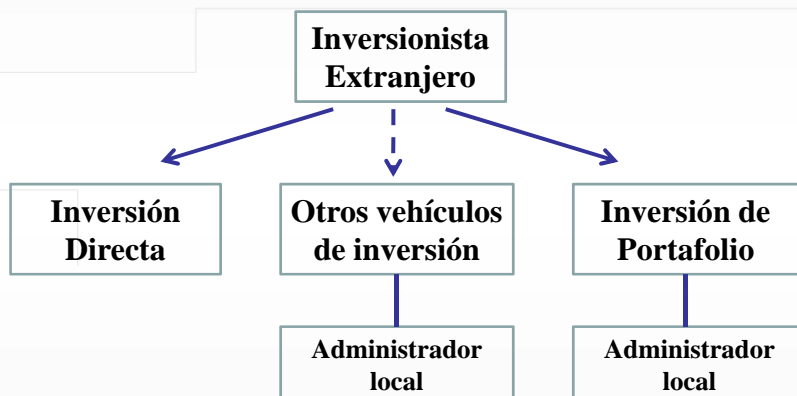 Inversionista
Extranjero
Inversión
Directa
Otros vehículos
de inversión
Inversión de
Portafolio
Administrador
local
Administrador
local